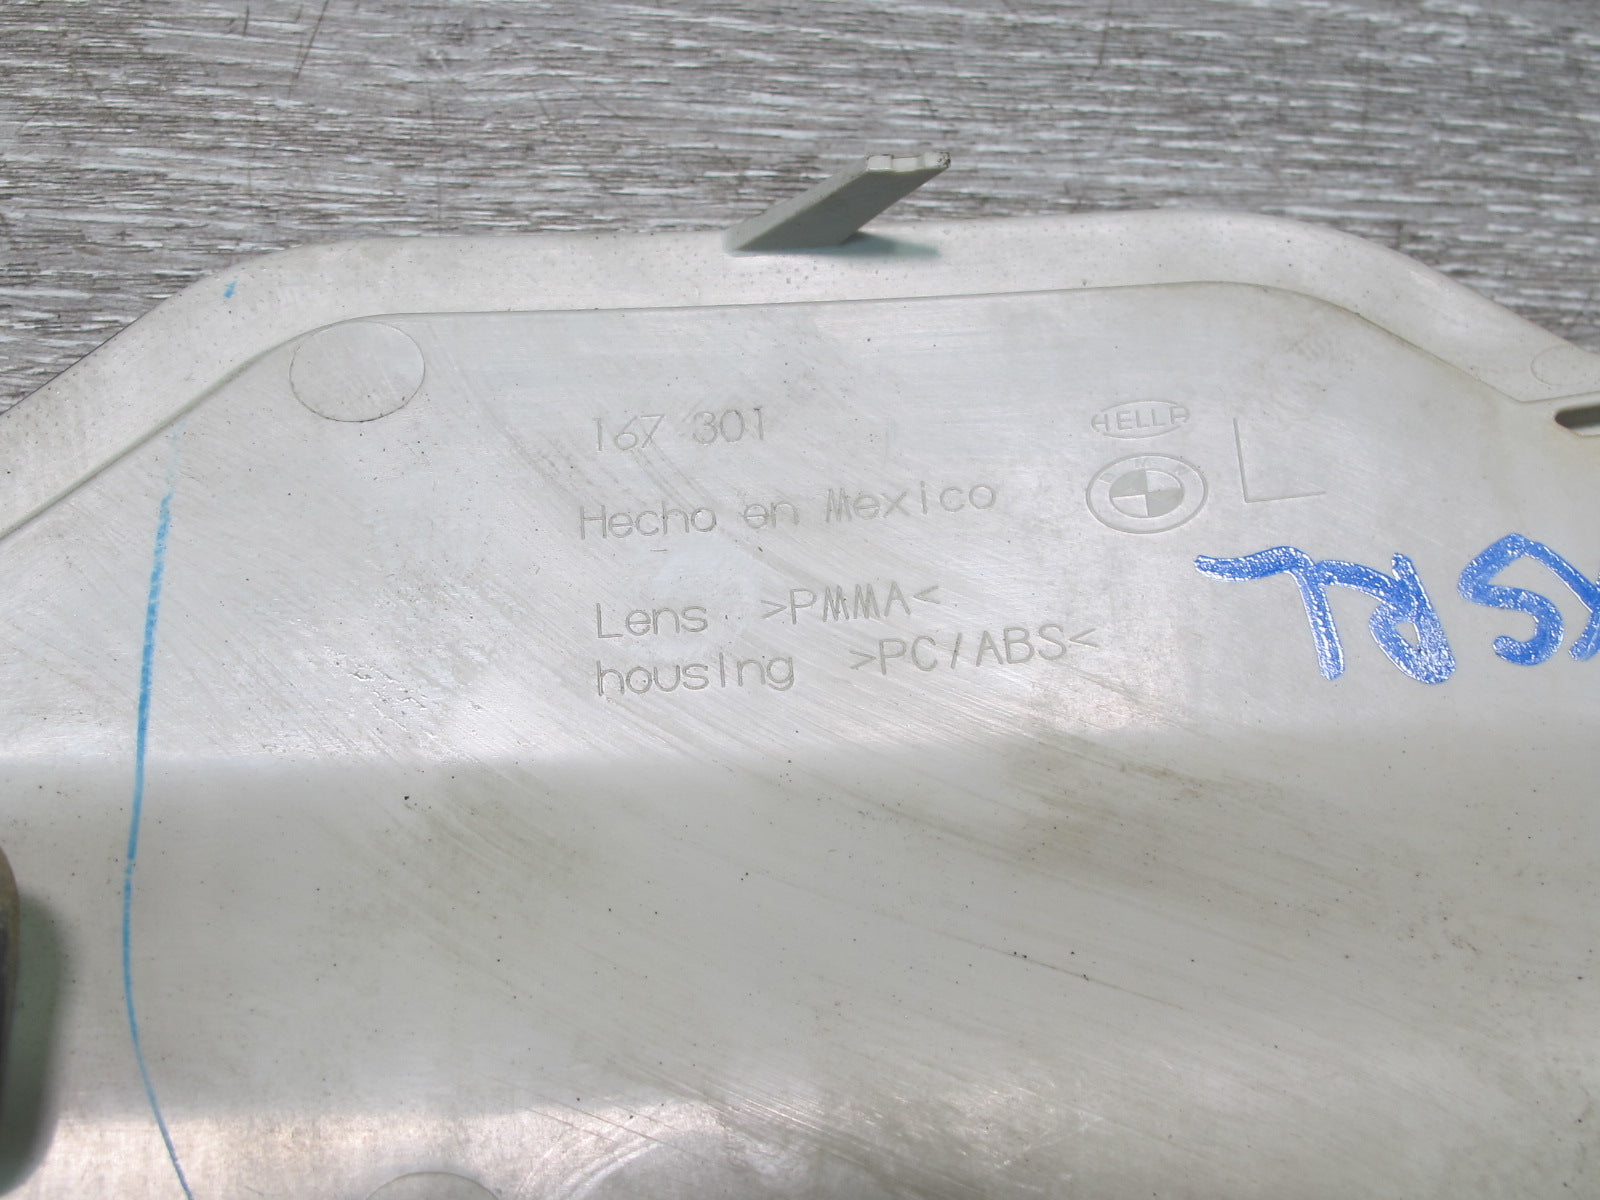 167 301
HELLA
L
Hecho en Mexico
Lens >PMMA<
housing >PC/ABS<